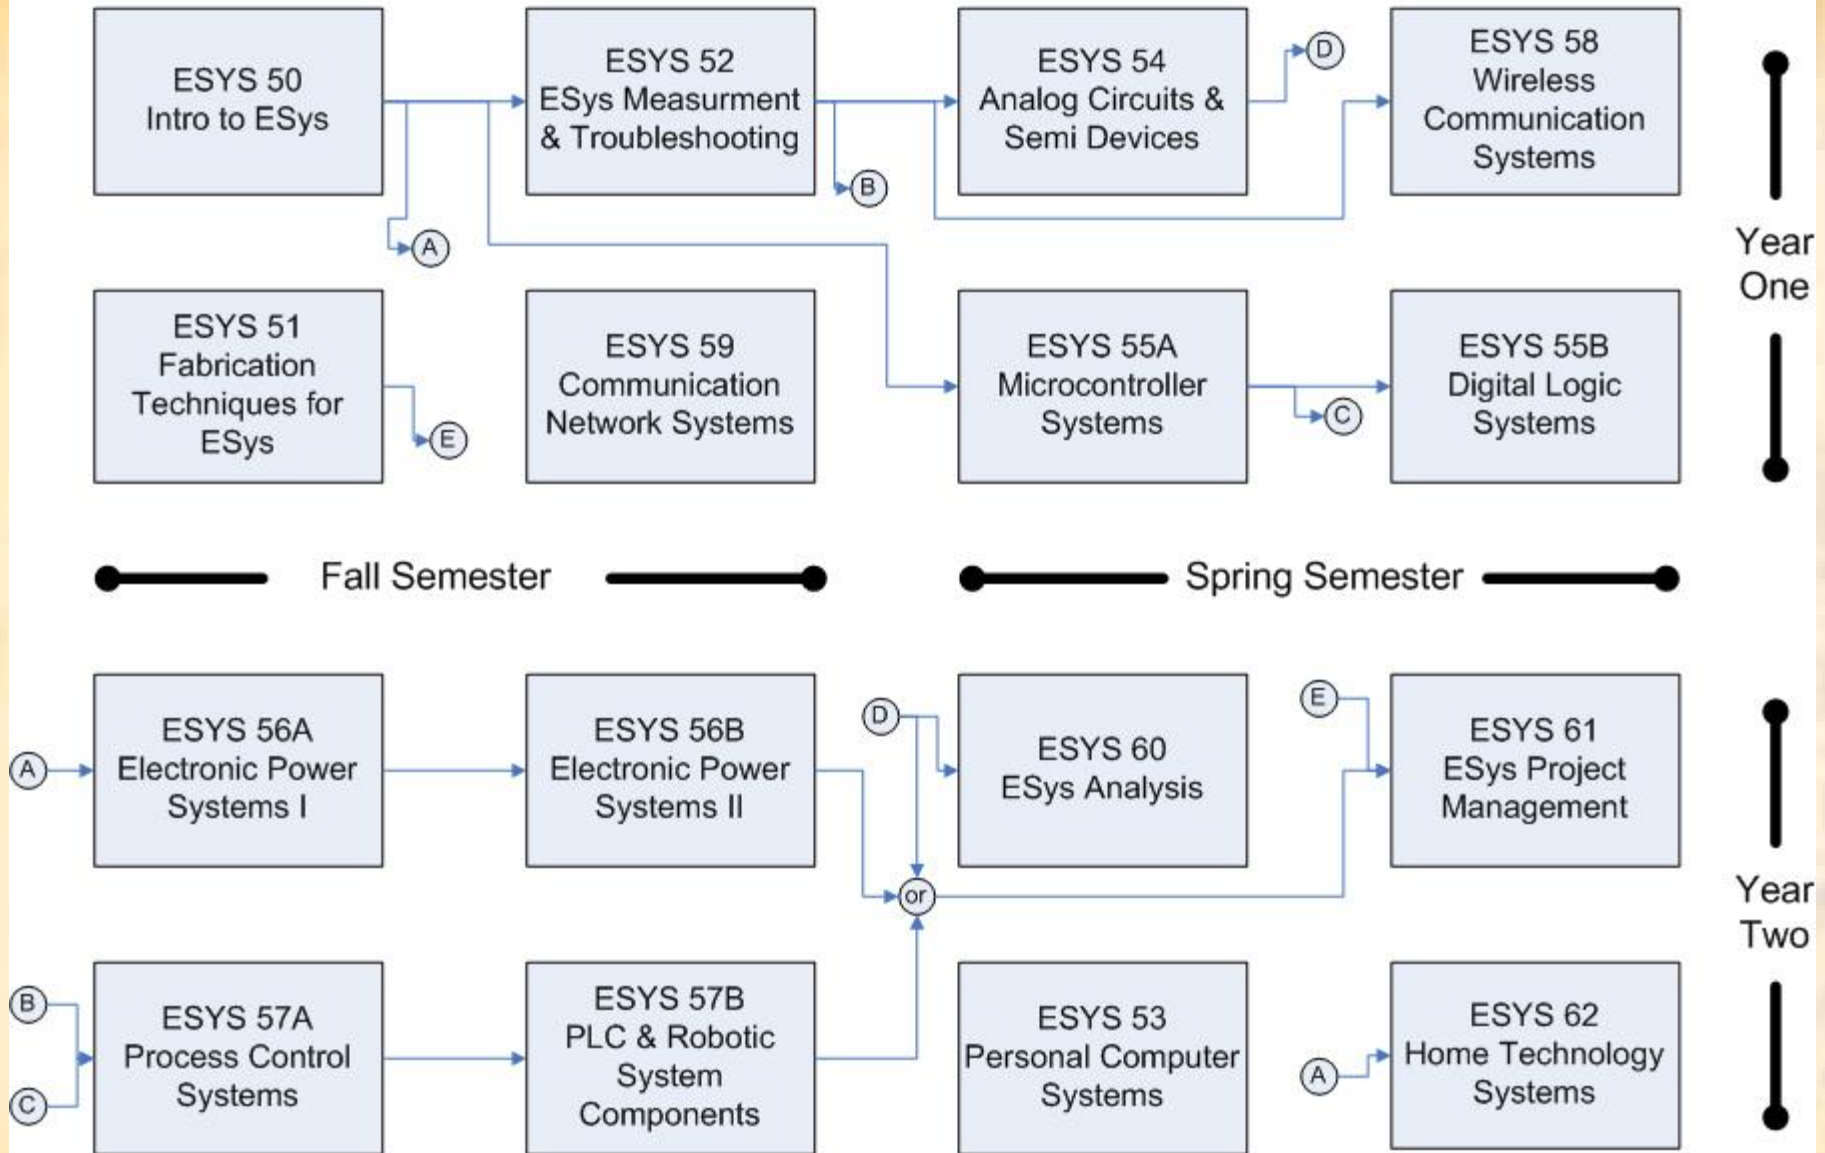 ESYS 50
Intro to ESys
ESYS 52
ESys Measurment
& Troubleshooting
ESYS 54
Analog Circuits &
Semi Devices
D
ESYS 58
Wireless
Communication
Systems
B
A
Year
One
ESYS 51
Fabrication
Techniques for
ESys
E
ESYS 59
Communication
Network Systems
ESYS 55A
Microcontroller
Systems
C
ESYS 55B
Digital Logic
Systems
Fall Semester
Spring Semester
A
ESYS 56A
Electronic Power
Systems I
ESYS 56B
Electronic Power
Systems II
D
ESYS 60
ESys Analysis
E
ESYS 61
ESys Project
Management
or
Year
Two
B
C
ESYS 57A
Process Control
Systems
ESYS 57B
PLC & Robotic
System
Components
ESYS 53
Personal Computer
Systems
A
ESYS 62
Home Technology
Systems